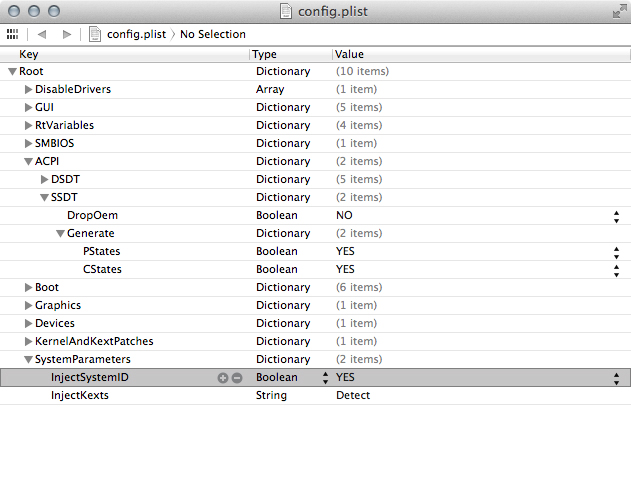 config.plist
config.plist No Selection
Key Type Value
Root Dictionary (10 items)
DisableDrivers Array (1 item)
GUI Dictionary (5 items)
RtVariables Dictionary (4 items)
SMBIOS Dictionary (1 item)
ACPI Dictionary (2 items)
DSDT Dictionary (5 items)
SSDT Dictionary (2 items)
DropOem Boolean NO
Generate Dictionary (2 items)
PStates Boolean YES
CStates Boolean YES
Boot Dictionary (6 items)
Graphics Dictionary (1 item)
Devices Dictionary (1 item)
KernelAndKextPatches Dictionary (1 item)
SystemParameters Dictionary (2 items)
InjectSystemID Boolean YES
InjectKexts String Detect